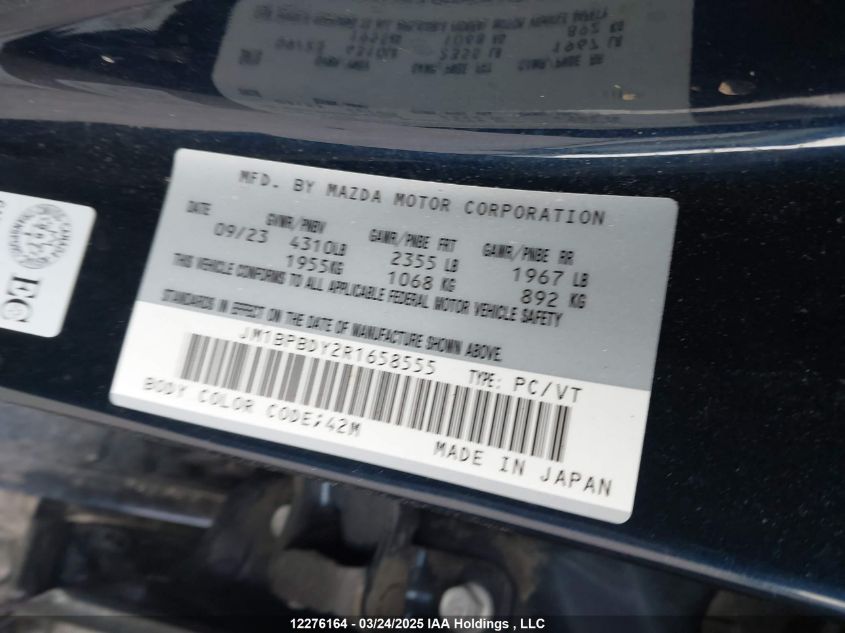 MFD. BY MAZDA MOTOR CORPORATION
DATE GVWR/PNBV GAWR/PNBE FRT GAWR/PNBE RR
09/23 4310LB 2355 LB 1967 LB
1955KG 1068 KG 892 KG
THIS VEHICLE CONFORMS TO ALL APPLICABLE FEDERAL MOTOR VEHICLE SAFETY
STANDARDS IN EFFECT ON THE DATE OF MANUFACTURE SHOWN ABOVE.
JM1BPBDY2R1658555 TYPE: PC/VT
BODY COLOR CODE:42M
MADE IN JAPAN
EC
12276164 - 03/24/2025 IAA Holdings , LLC